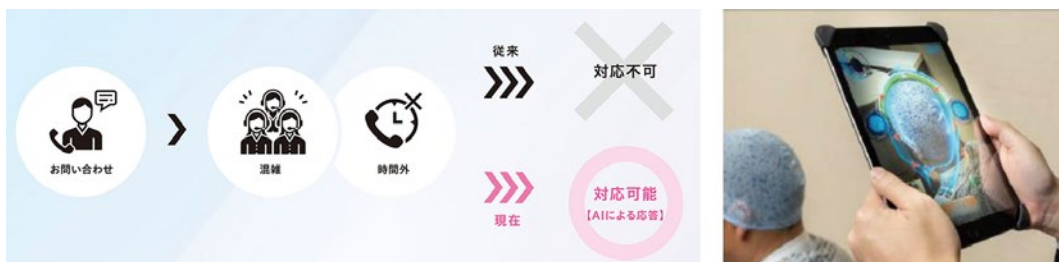 お問い合わせ
混雑
時間外
従来
対応不可
現在
対応可能
【AIによる応答】